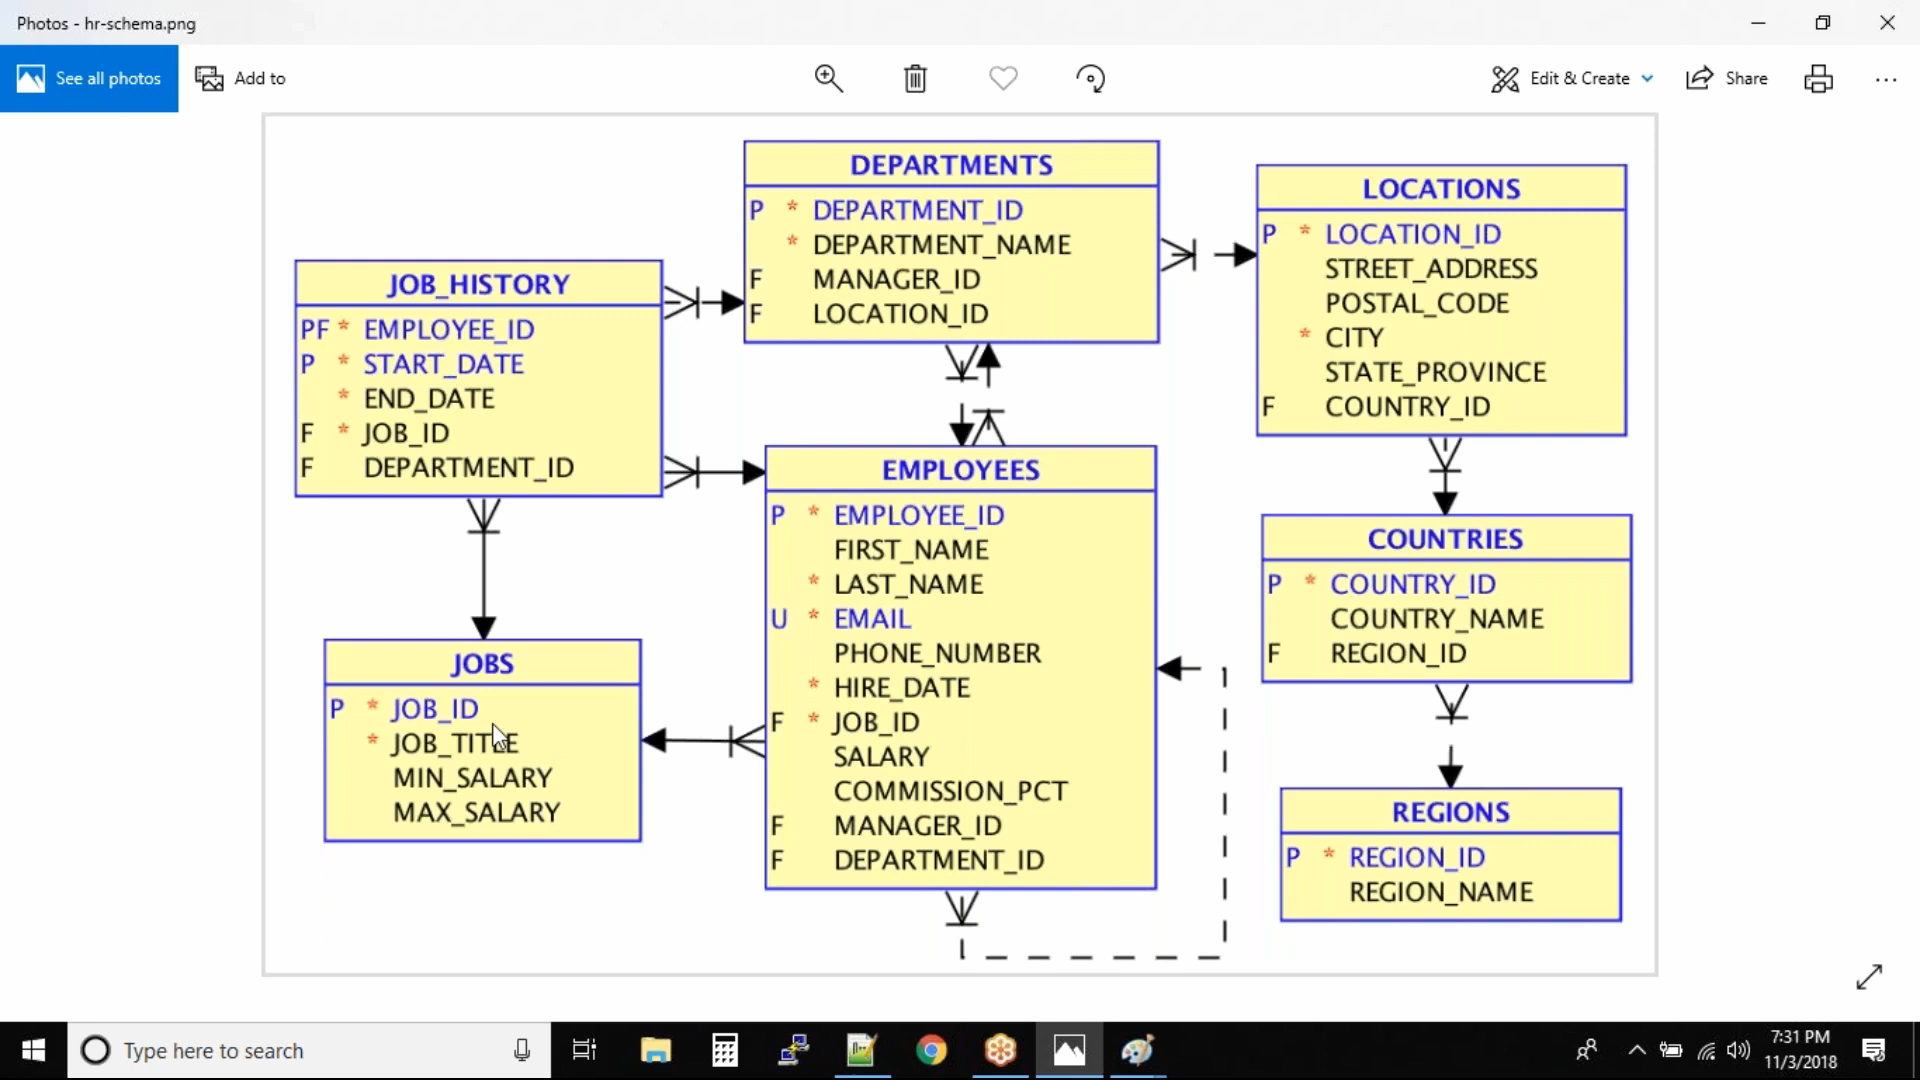 Photos - hr-schema.png
See all photos
Add to
Edit & Create
Share
DEPARTMENTS
P * DEPARTMENT_ID
* DEPARTMENT_NAME
F MANAGER_ID
F LOCATION_ID
LOCATIONS
P * LOCATION_ID
STREET_ADDRESS
POSTAL_CODE
* CITY
STATE_PROVINCE
F COUNTRY_ID
JOB_HISTORY
PF * EMPLOYEE_ID
P * START_DATE
* END_DATE
F * JOB_ID
F DEPARTMENT_ID
EMPLOYEES
P * EMPLOYEE_ID
FIRST_NAME
* LAST_NAME
U * EMAIL
PHONE_NUMBER
* HIRE_DATE
F * JOB_ID
SALARY
COMMISSION_PCT
F MANAGER_ID
F DEPARTMENT_ID
COUNTRIES
P * COUNTRY_ID
COUNTRY_NAME
F REGION_ID
JOBS
P * JOB_ID
* JOB_TITLE
MIN_SALARY
MAX_SALARY
REGIONS
P * REGION_ID
REGION_NAME
Type here to search
7:31 PM
11/3/2018